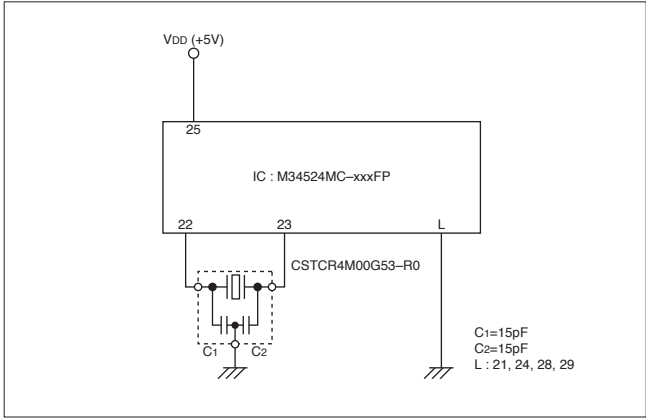 VDD (+5V)
25
IC : M34524MC–xxxFP
22 23 L
CSTCR4M00G53–R0
C1 C2
C1=15pF
C2=15pF
L : 21, 24, 28, 29